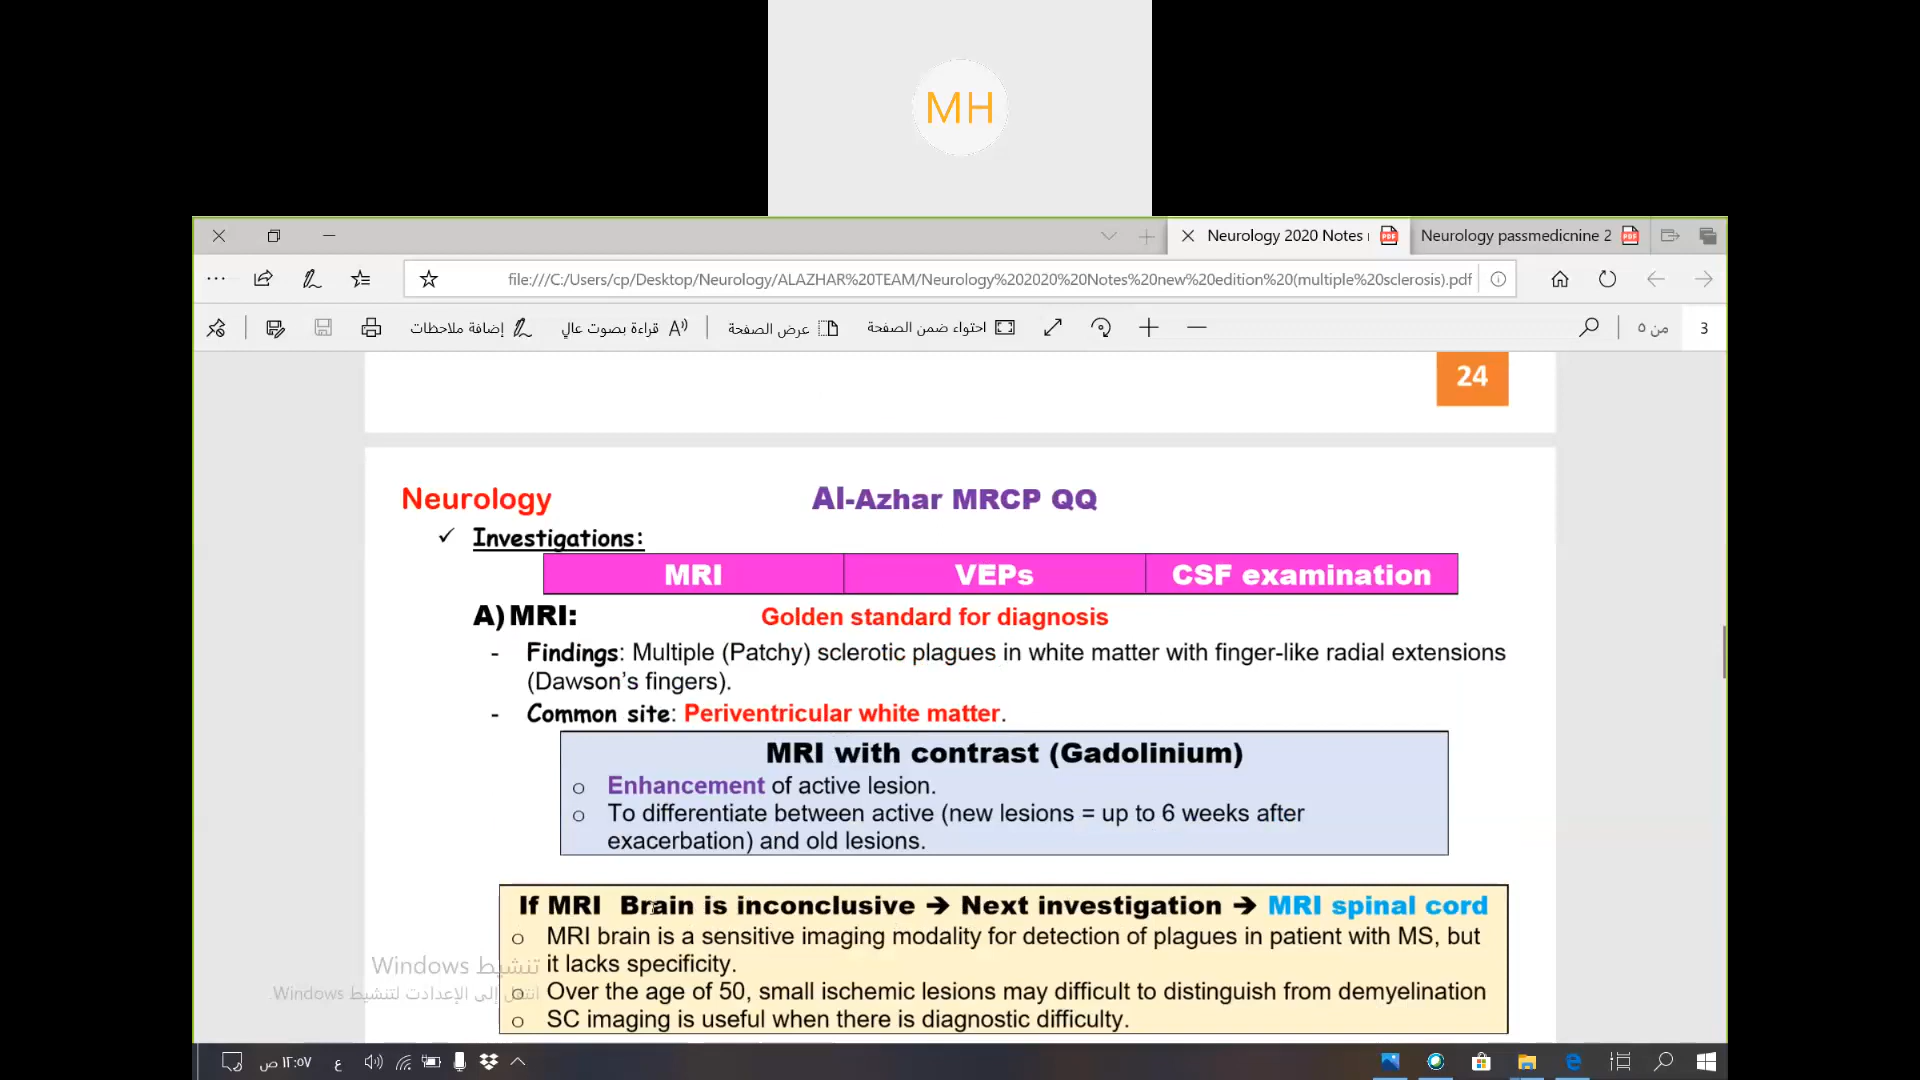 MH
Neurology 2020 Notes
Neurology passmedicnine 2
file:///C:/Users/cp/Desktop/Neurology/ALAZHAR%20TEAM/Neurology%202020%20Notes%20new%20edition%20(multiple%20sclerosis).pdf
إضافة ملاحظات
قراءة بصوت عالٍ
عرض الصفحة
احتواء ضمن الصفحة
من ٥
3
24
Neurology
Al-Azhar MRCP QQ
✓ Investigations:
MRI VEPs CSF examination
A) MRI: Golden standard for diagnosis
- Findings: Multiple (Patchy) sclerotic plagues in white matter with finger-like radial extensions
(Dawson's fingers).
- Common site: Periventricular white matter.
MRI with contrast (Gadolinium)
o Enhancement of active lesion.
o To differentiate between active (new lesions = up to 6 weeks after
exacerbation) and old lesions.
If MRI Brain is inconclusive ➔ Next investigation ➔ MRI spinal cord
o MRI brain is a sensitive imaging modality for detection of plagues in patient with MS, but
it lacks specificity.
o Over the age of 50, small ischemic lesions may difficult to distinguish from demyelination
o SC imaging is useful when there is diagnostic difficulty.
تنشيط Windows
انتقل إلى الإعدادات لتنشيط Windows.
١٢:٥٧ ص
ع